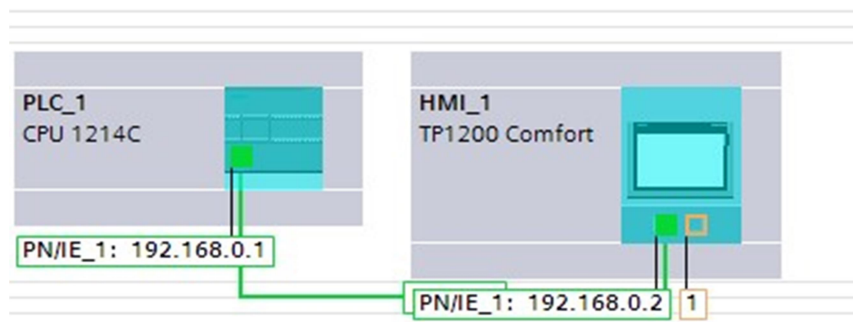 PLC_1
CPU 1214C
HMI_1
TP1200 Comfort
PN/IE_1: 192.168.0.1
PN/IE_1: 192.168.0.2
1